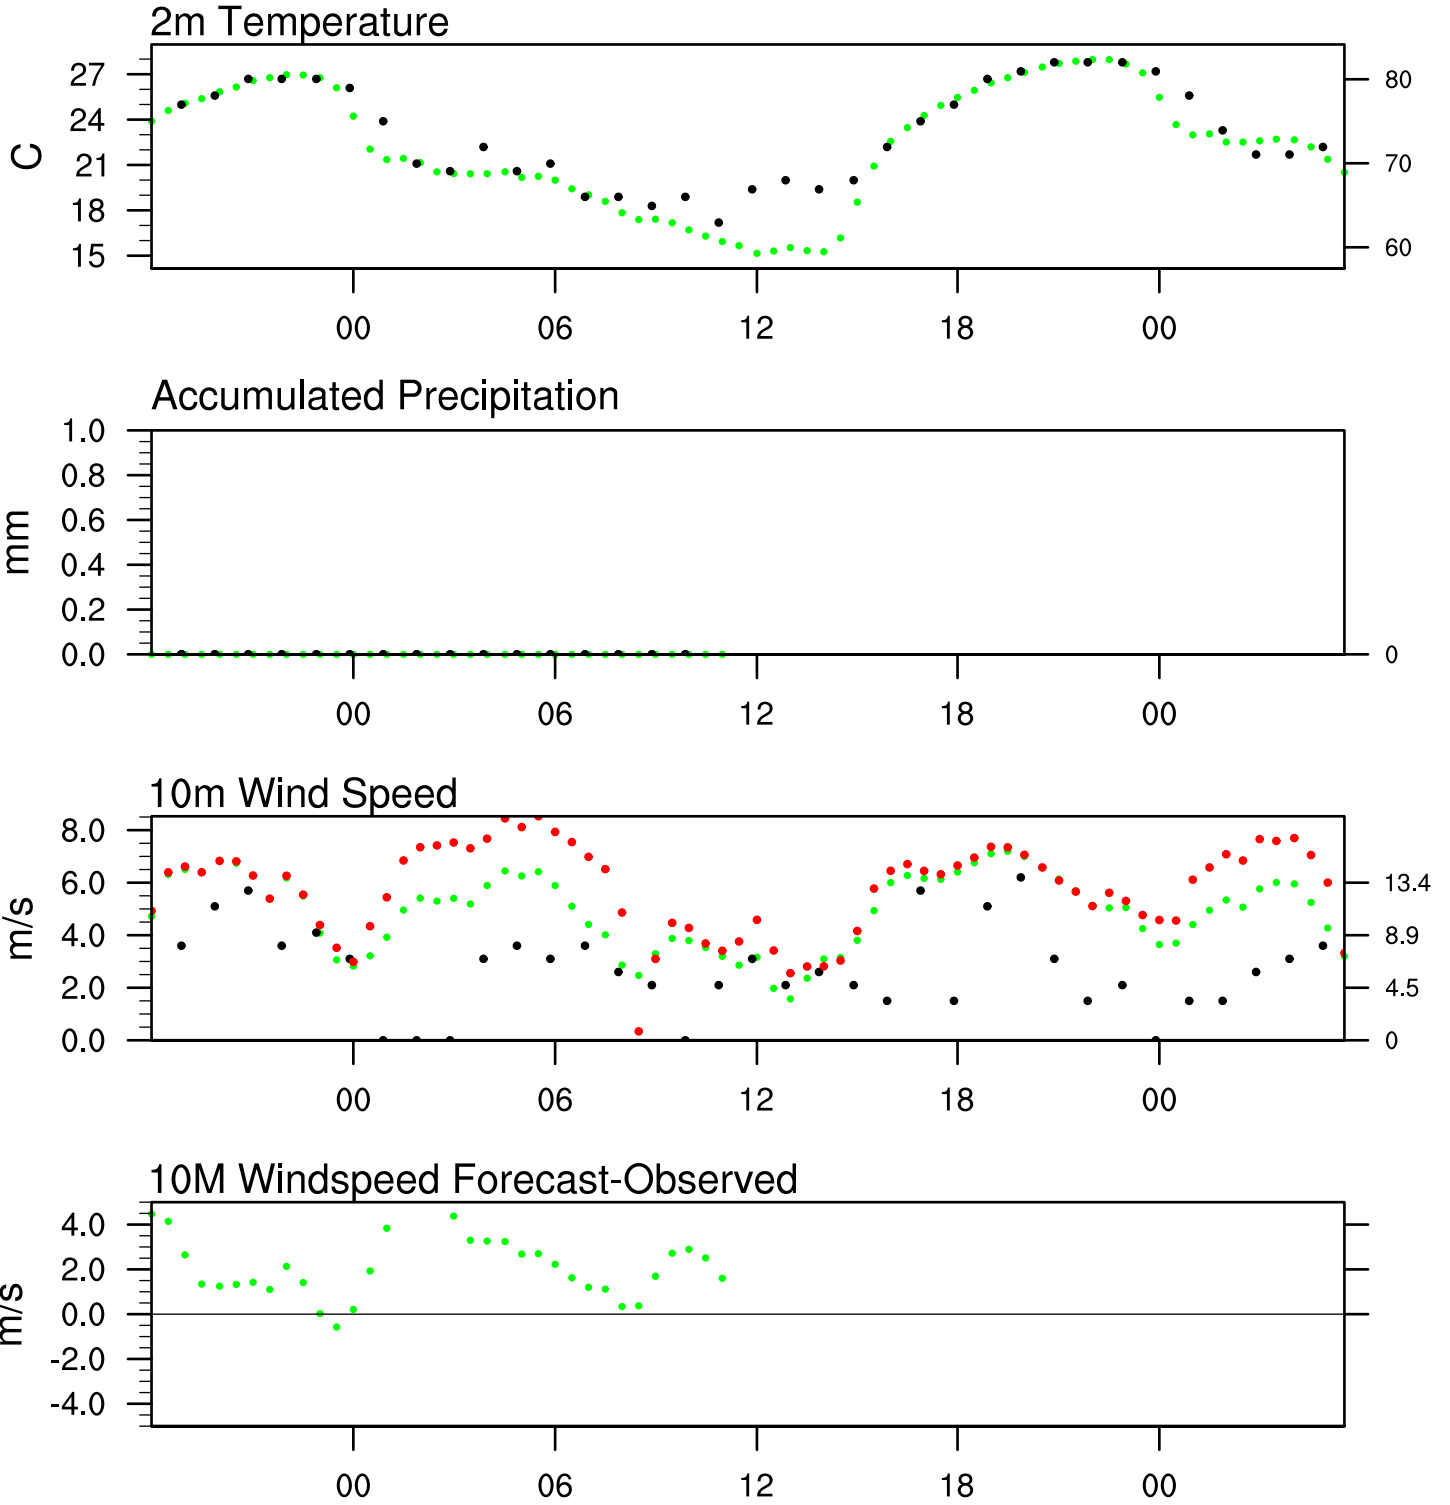 2m Temperature
C
27
24
21
18
15
80
70
60
00 06 12 18 00
Accumulated Precipitation
mm
1.0
0.8
0.6
0.4
0.2
0.0
0
00 06 12 18 00
10m Wind Speed
m/s
8.0
6.0
4.0
2.0
0.0
13.4
8.9
4.5
0
00 06 12 18 00
10M Windspeed Forecast-Observed
m/s
4.0
2.0
0.0
-2.0
-4.0
00 06 12 18 00